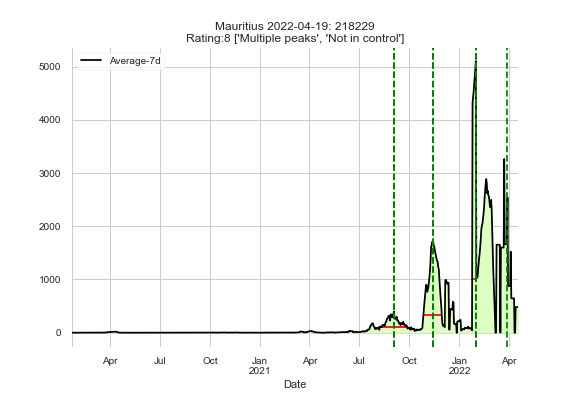 Mauritius 2022-04-19: 218229
Rating:8 ['Multiple peaks', 'Not in control']
Average-7d
5000
4000
3000
2000
1000
0
Apr Jul Oct Jan Apr Jul Oct Jan Apr
2021 2022
Date